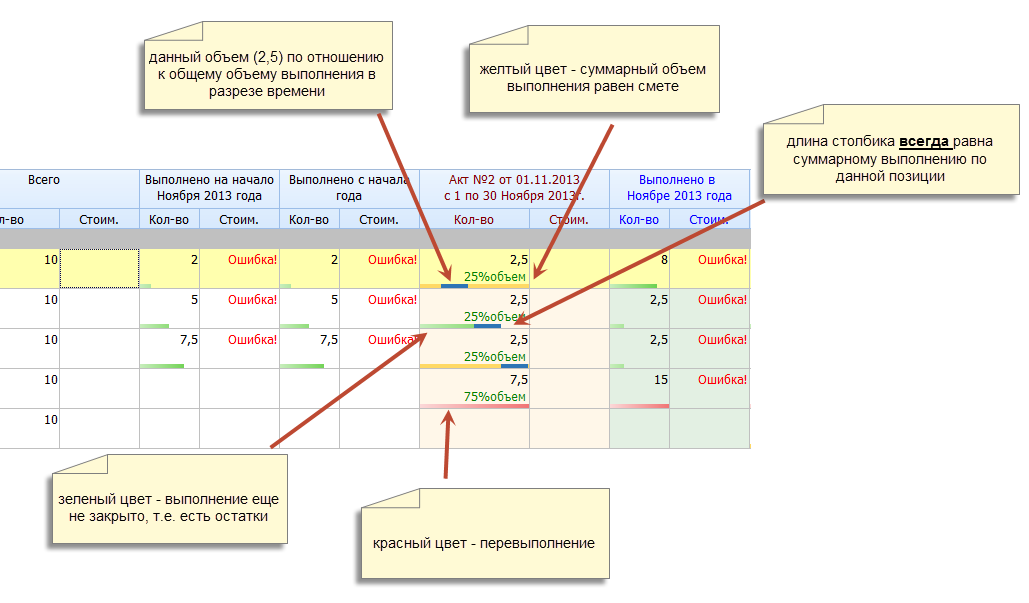 данный объем (2,5) по отношению
к общему объему выполнения в
разрезе времени
желтый цвет - суммарный объем
выполнения равен смете
длина столбика всегда равна
суммарному выполнению по
данной позиции
Всего
Выполнено на начало
Ноября 2013 года
Выполнено с начала
года
Акт №2 от 01.11.2013
с 1 по 30 Ноября 2013г.
Выполнено в
Ноябре 2013 года
л-во Стоим. Кол-во Стоим. Кол-во Стоим. Кол-во Стоим. Кол-во Стоим.
10 2 Ошибка! 2 Ошибка! 2,5 8 Ошибка!
25%объем
10 5 Ошибка! 5 Ошибка! 2,5 2,5 Ошибка!
25%объем
10 7,5 Ошибка! 7,5 Ошибка! 2,5 2,5 Ошибка!
25%объем
10 7,5 15 Ошибка!
75%объем
10
зеленый цвет - выполнение еще
не закрыто, т.е. есть остатки
красный цвет - перевыполнение